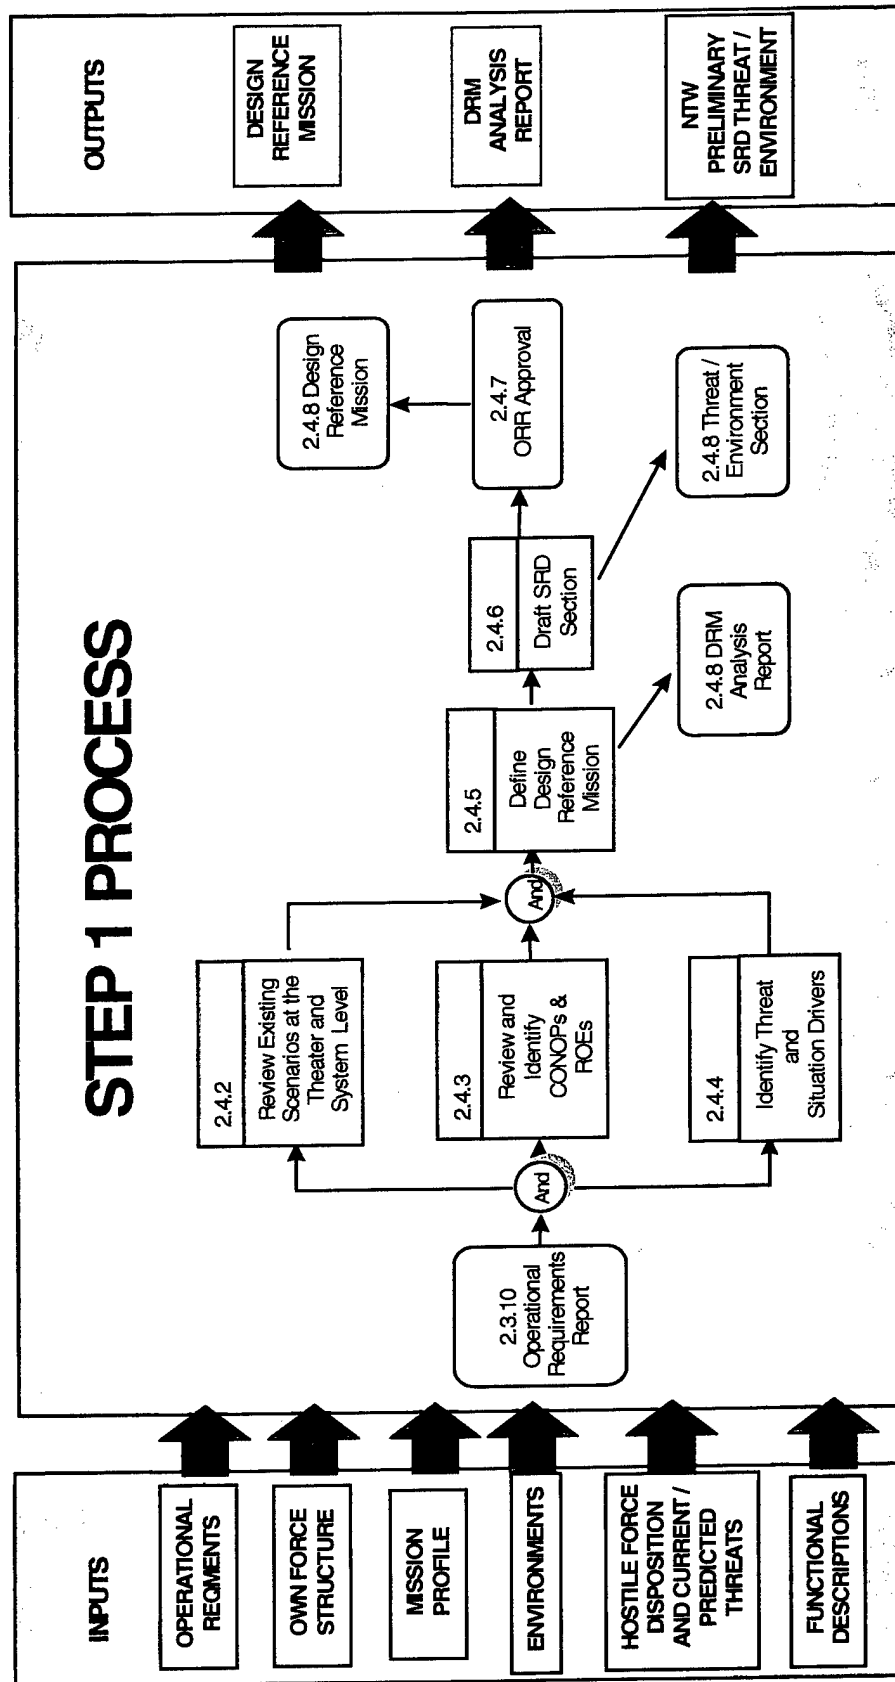 STEP 1 PROCESS
INPUTS
OPERATIONAL
REQMENTS
OWN FORCE
STRUCTURE
MISSION
PROFILE
ENVIRONMENTS
HOSTILE FORCE
DISPOSITION
AND CURRENT /
PREDICTED
THREATS
FUNCTIONAL
DESCRIPTIONS
2.3.10
Operational
Requirements
Report
And
2.4.2
Review Existing
Scenarios at the
Theater and
System Level
2.4.3
Review and
Identify
CONOPs &
ROEs
2.4.4
Identify Threat
and
Situation Drivers
And
2.4.5
Define
Design
Reference
Mission
2.4.6
Draft SRD
Section
2.4.7
ORR Approval
2.4.8 Design
Reference
Mission
2.4.8 DRM
Analysis
Report
2.4.8 Threat /
Environment
Section
OUTPUTS
DESIGN
REFERENCE
MISSION
DRM
ANALYSIS
REPORT
NTW
PRELIMINARY
SRD THREAT /
ENVIRONMENT